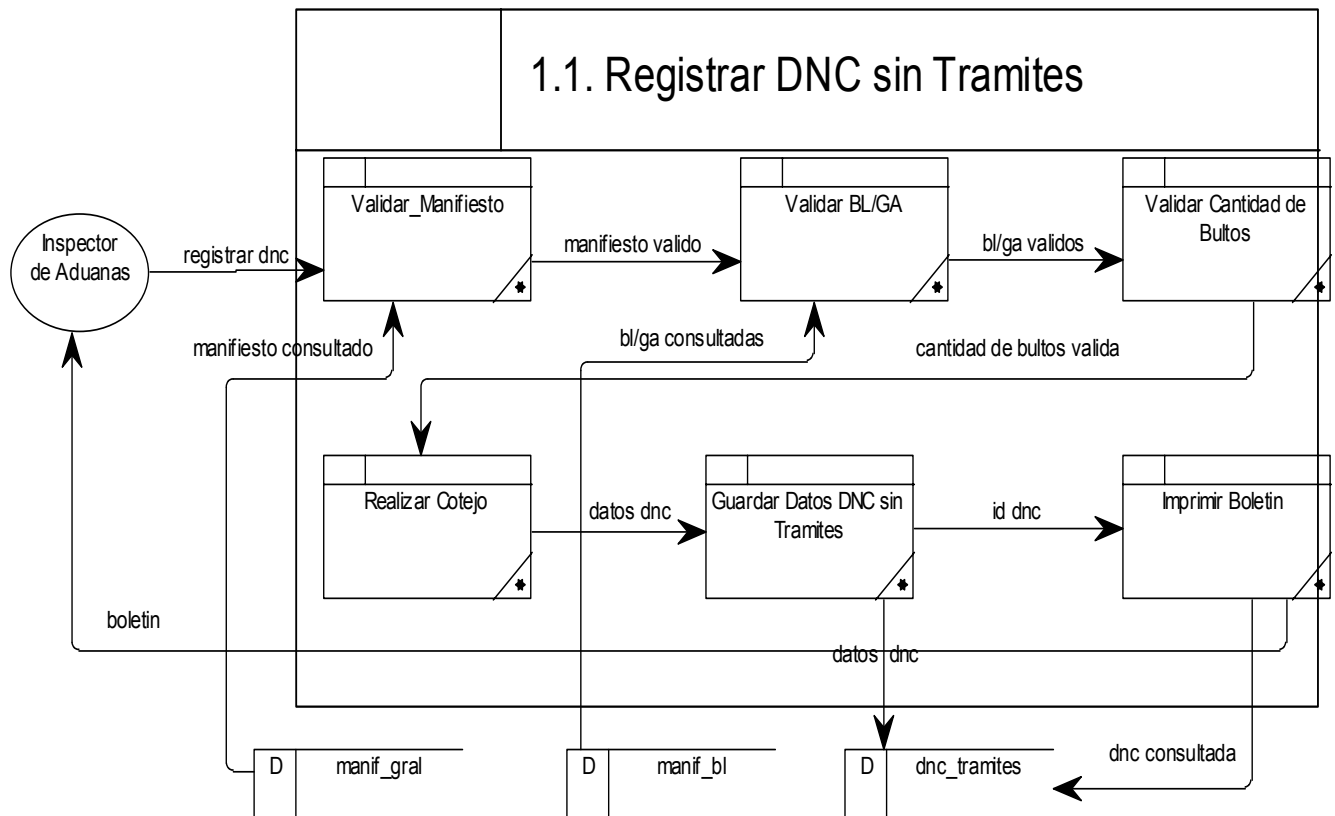 1.1. Registrar DNC sin Tramites
Validar_Manifiesto
Validar BL/GA
Validar Cantidad de
Bultos
Inspector
de Aduanas
registrar dnc
manifiesto valido
bl/ga validos
*
*
*
manifiesto consultado
bl/ga consultadas
cantidad de bultos valida
Realizar Cotejo
datos dnc
Guardar Datos DNC sin
Tramites
id dnc
Imprimir Boletin
*
*
*
boletin
datos dnc
dnc consultada
D manif_gral
D manif_bl
D dnc_tramites